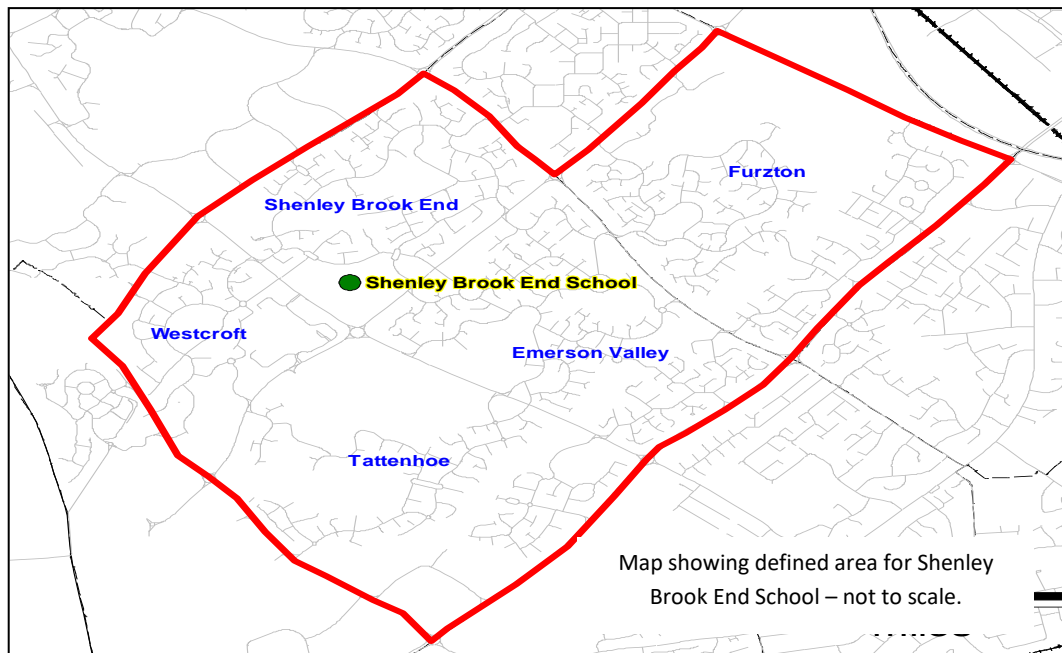 Furzton
Shenley Brook End
Shenley Brook End School
Westcroft
Emerson Valley
Tattenhoe
Map showing defined area for Shenley
Brook End School – not to scale.